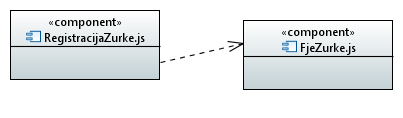 «component»
RegistracijaZurke.js
«component»
FjeZurke.js